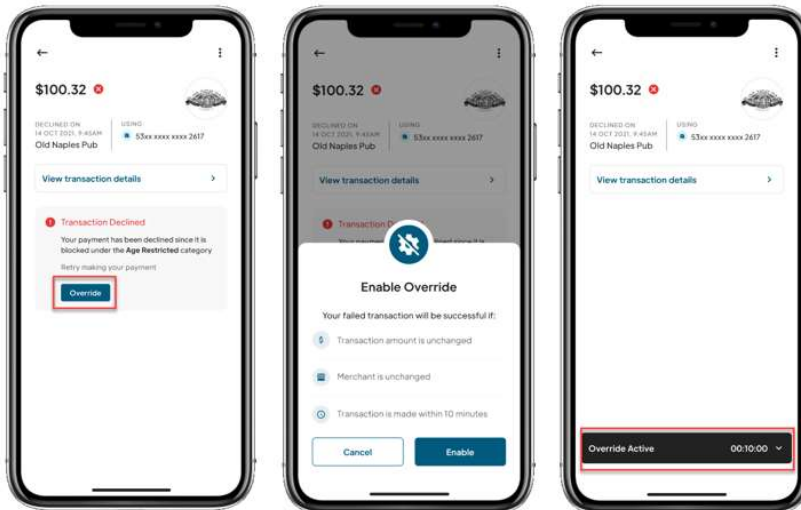 $100.32
DECLINED ON
14 OCT 2021, 9:45AM
Old Naples Pub
USING
53xx xxxx xxxx 2617
View transaction details
Transaction Declined
Your payment has been declined since it is
blocked under the Age Restricted category
Retry making your payment
Override
$100.32
DECLINED ON
14 OCT 2021, 9:45AM
Old Naples Pub
USING
53xx xxxx xxxx 2617
View transaction details
Transaction
Enable Override
Your failed transaction will be successful if:
$
Transaction amount is unchanged
Merchant is unchanged
Transaction is made within 10 minutes
Cancel
Enable
$100.32
DECLINED ON
14 OCT 2021, 9:45AM
Old Naples Pub
USING
53xx xxxx xxxx 2617
View transaction details
Override Active 00:10:00